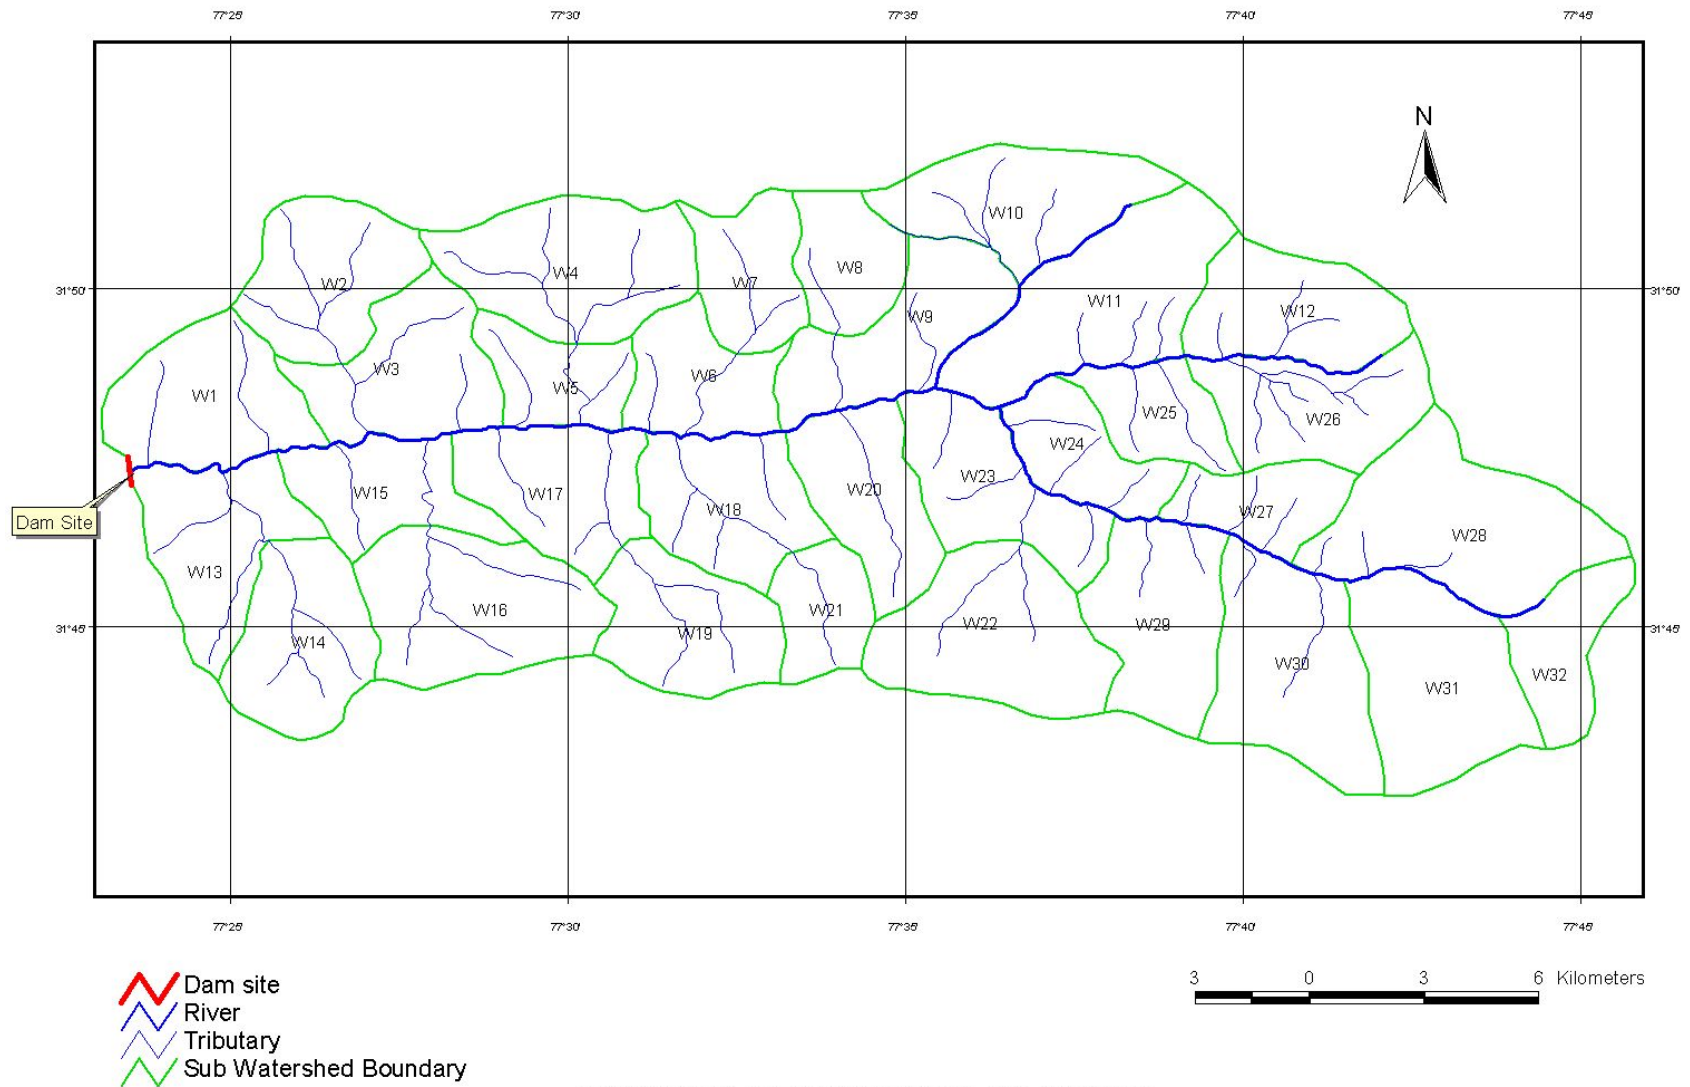 77°25' 77°30' 77°35' 77°40' 77°45'
N
W10
W2 W4 W7 W8
31°50' 31°50'
W9 W11 W12
W3 W5 W6
W1 W25 W26
W24
W15 W17 W20 W23
Dam Site
W18 W27 W28
W13
W16 W21 W22 W29
31°45' 31°45'
W14 W19
W30 W31 W32
77°25' 77°30' 77°35' 77°40' 77°45'
3 0 3 6 Kilometers
Dam site
River
Tributary
Sub Watershed Boundary